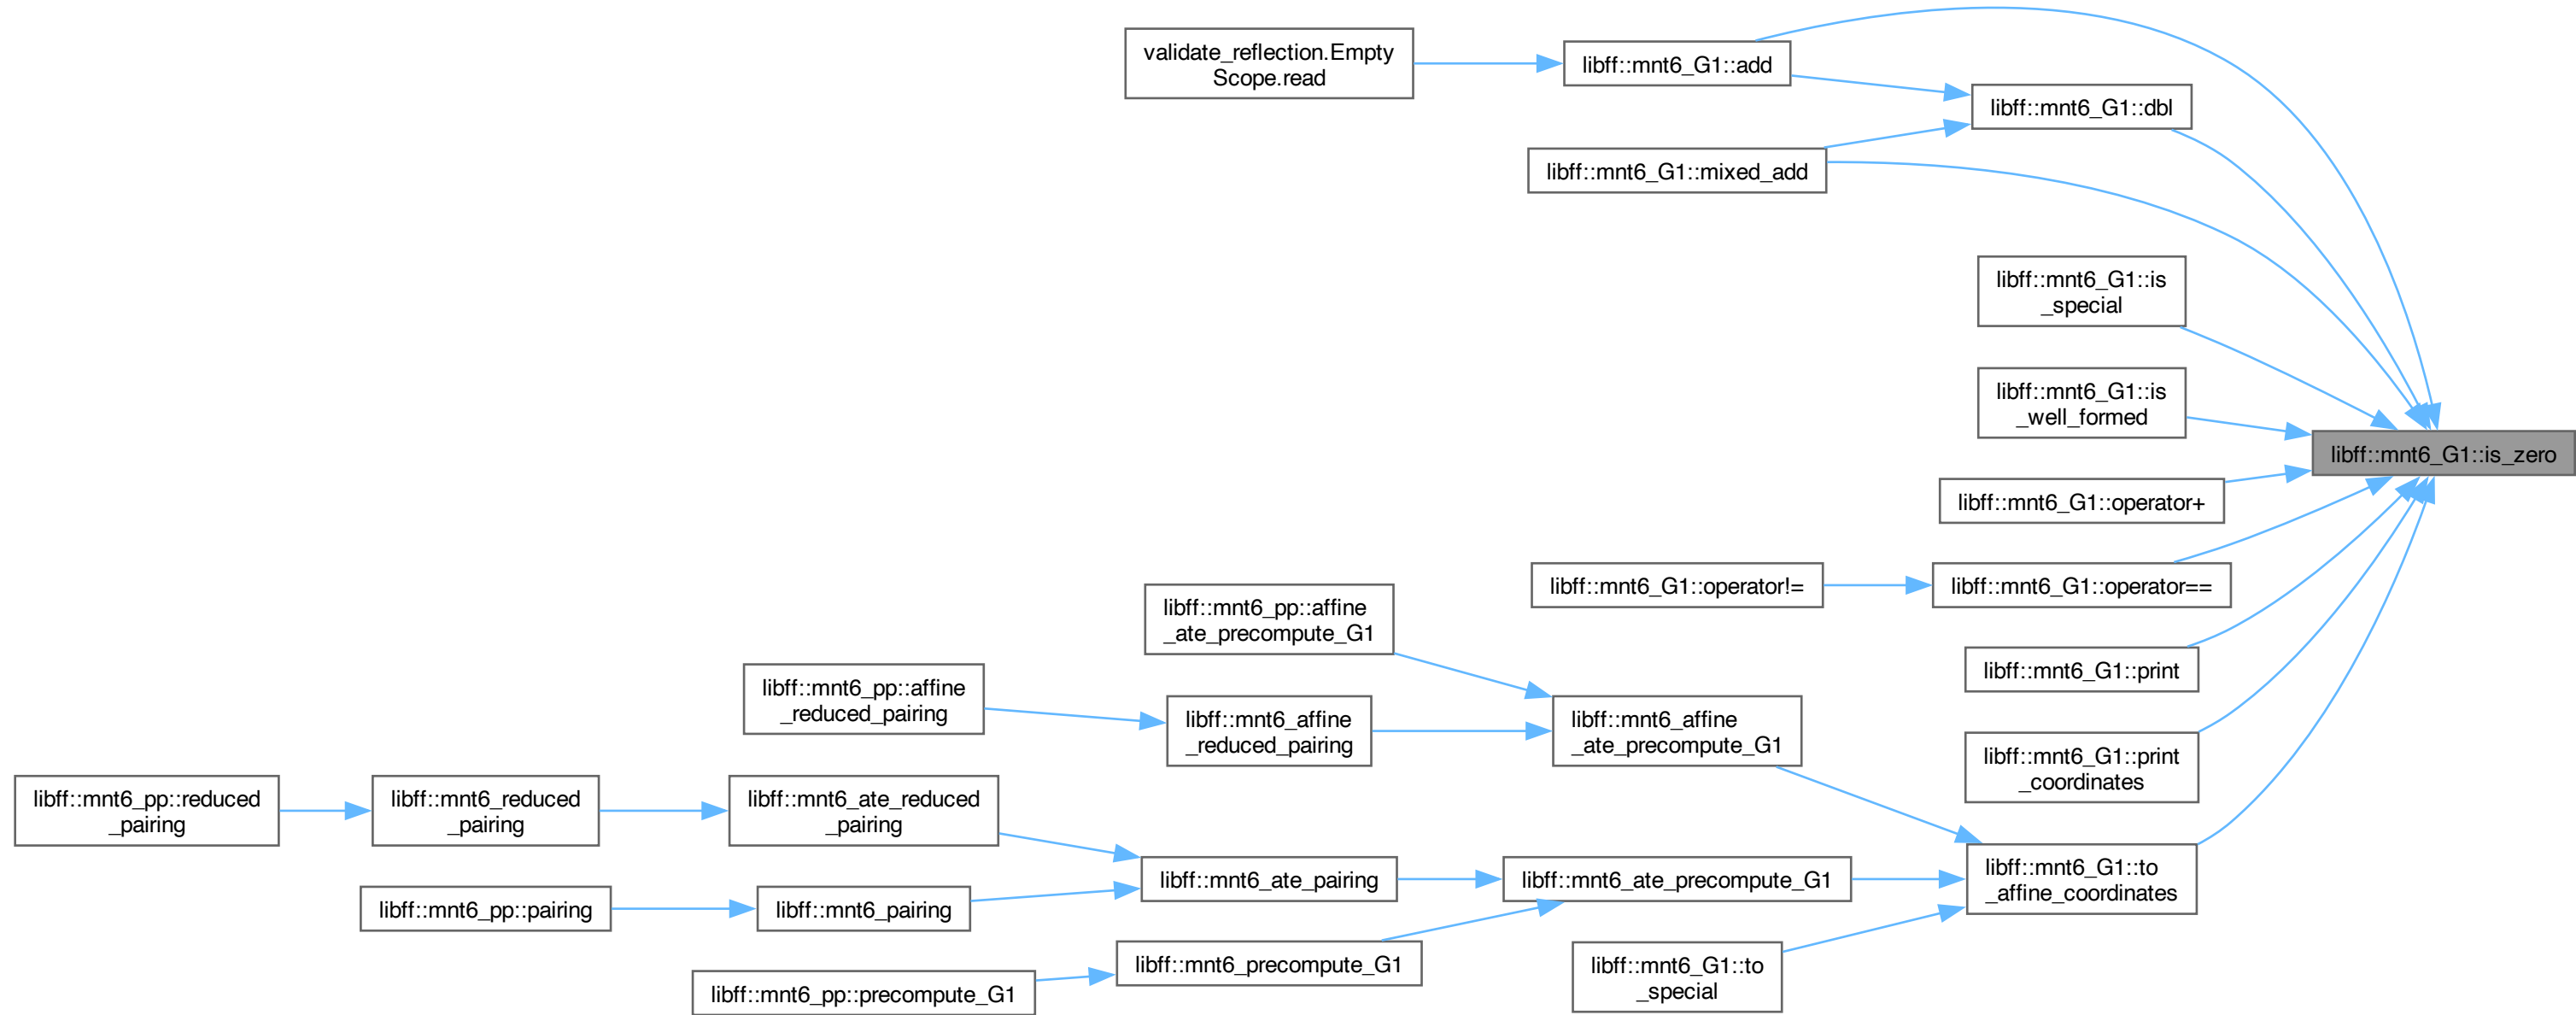 validate_reflection.Empty
Scope.read
libff::mnt6_G1::add
libff::mnt6_G1::dbl
libff::mnt6_G1::mixed_add
libff::mnt6_G1::is
_special
libff::mnt6_G1::is
_well_formed
libff::mnt6_G1::is_zero
libff::mnt6_G1::operator+
libff::mnt6_G1::operator!=
libff::mnt6_G1::operator==
libff::mnt6_pp::affine
_ate_precompute_G1
libff::mnt6_G1::print
libff::mnt6_pp::affine
_reduced_pairing
libff::mnt6_affine
_reduced_pairing
libff::mnt6_affine
_ate_precompute_G1
libff::mnt6_G1::print
_coordinates
libff::mnt6_pp::reduced
_pairing
libff::mnt6_reduced
_pairing
libff::mnt6_ate_reduced
_pairing
libff::mnt6_ate_pairing
libff::mnt6_ate_precompute_G1
libff::mnt6_G1::to
_affine_coordinates
libff::mnt6_pp::pairing
libff::mnt6_pairing
libff::mnt6_precompute_G1
libff::mnt6_G1::to
_special
libff::mnt6_pp::precompute_G1